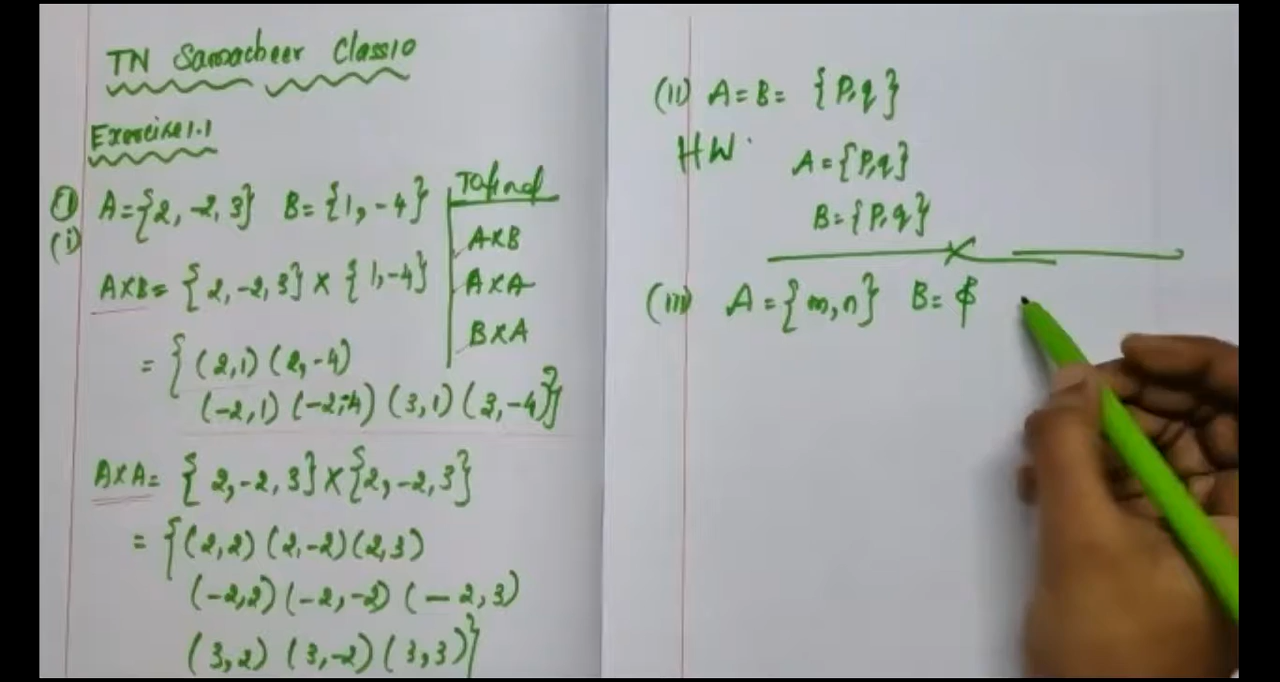 TN Samacheer Class10
Exercise 1.1
① A={2, -2, 3} B={1, -4}
(i)
To find
A×B
A×A
B×A
A×B= {2, -2, 3} × {1, -4}
= {(2,1) (2,-4)
(-2,1) (-2,-4) (3,1) (3,-4)}
A×A= {2, -2, 3} × {2, -2, 3}
= {(2,2) (2,-2) (2,3)
(-2,2) (-2,-2) (-2,3)
(3,2) (3,-2) (3,3)}
(ii) A=B= {P,q}
HW.
A={P,q}
B={P,q}
(iii) A={m,n} B=ϕ